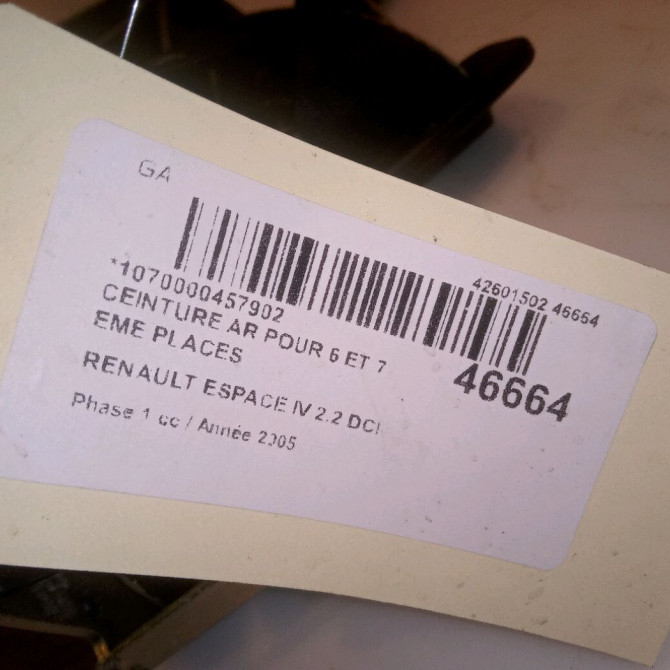 GA
42601502 46664
*1070000457902
CEINTURE AR POUR 6 ET 7
EME PLACES
46664
RENAULT ESPACE IV 2.2 DCI
Phase 1 cc / Année 2005